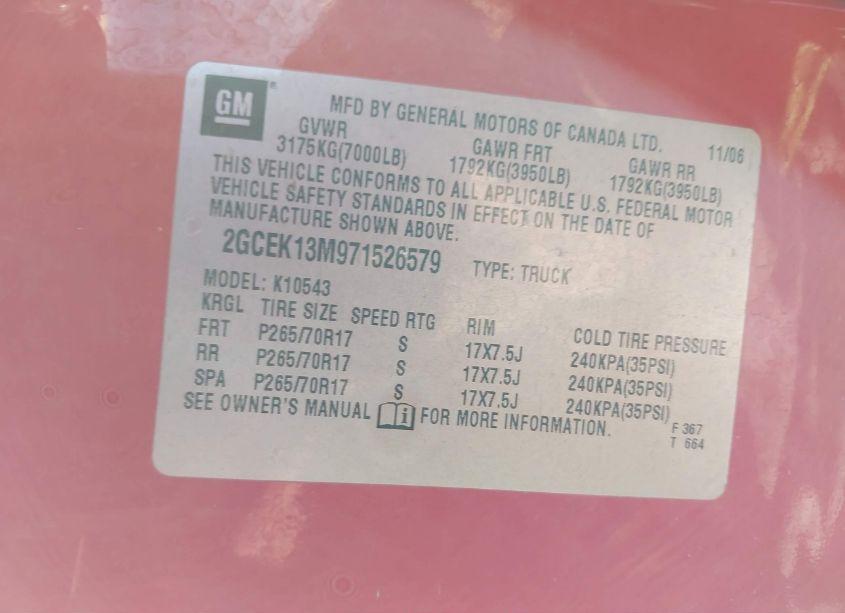 GM ®
MFD BY GENERAL MOTORS OF CANADA LTD. 11/06
GVWR GAWR FRT GAWR RR
3175KG(7000LB) 1792KG(3950LB) 1792KG(3950LB)
THIS VEHICLE CONFORMS TO ALL APPLICABLE U.S. FEDERAL MOTOR
VEHICLE SAFETY STANDARDS IN EFFECT ON THE DATE OF
MANUFACTURE SHOWN ABOVE.
2GCEK13M971526579 TYPE: TRUCK
MODEL: K10543
KRGL TIRE SIZE SPEED RTG RIM COLD TIRE PRESSURE
FRT P265/70R17 S 17X7.5J 240KPA(35PSI)
RR P265/70R17 S 17X7.5J 240KPA(35PSI)
SPA P265/70R17 S 17X7.5J 240KPA(35PSI)
SEE OWNER'S MANUAL i FOR MORE INFORMATION.
F 367
T 664